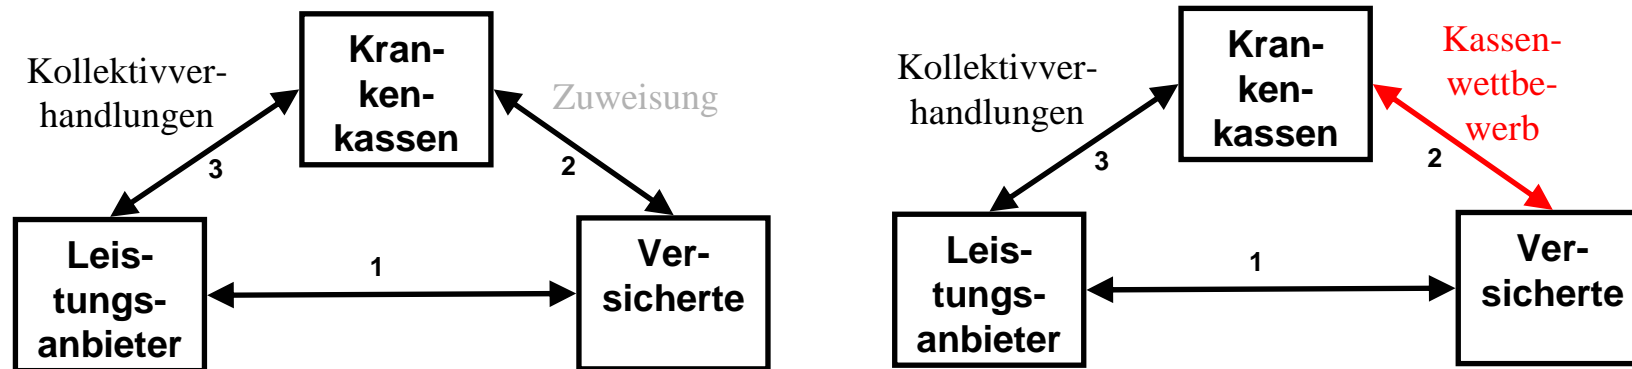 Kran-
ken-
kassen
Kollektivver-
handlungen
Zuweisung
3
2
Leis-
tungs-
anbieter
1
Ver-
sicherte
Kran-
ken-
kassen
Kollektivver-
handlungen
Kassen-
wettbe-
werb
3
2
Leis-
tungs-
anbieter
1
Ver-
sicherte